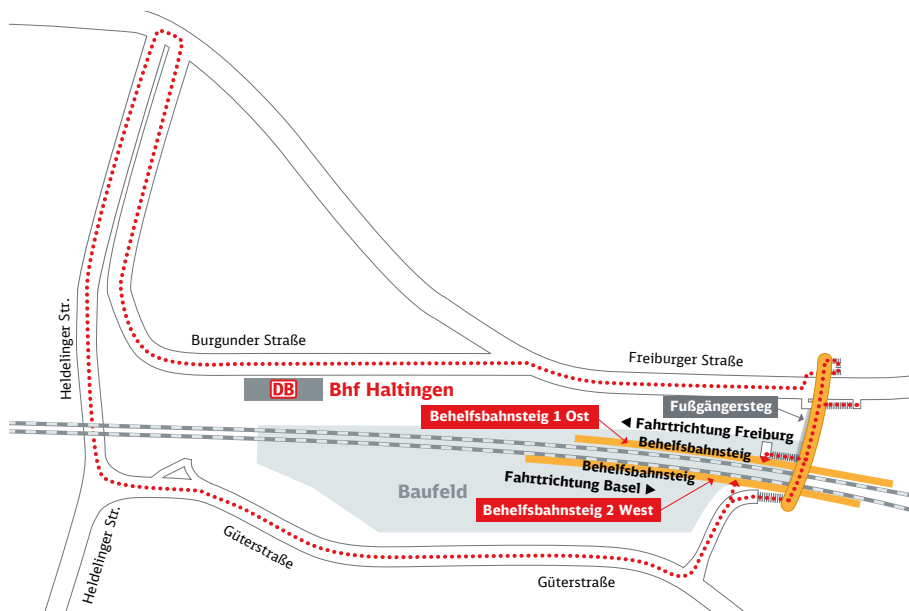 Heldelinger Str.
Burgunder Straße
Freiburger Straße
DB
Bhf Haltingen
Fußgängersteg
Behelfsbahnsteig 1 Ost
◄ Fahrtrichtung Freiburg
Behelfsbahnsteig
Behelfsbahnsteig
Fahrtrichtung Basel ►
Baufeld
Behelfsbahnsteig 2 West
Heldelinger Str.
Güterstraße
Güterstraße